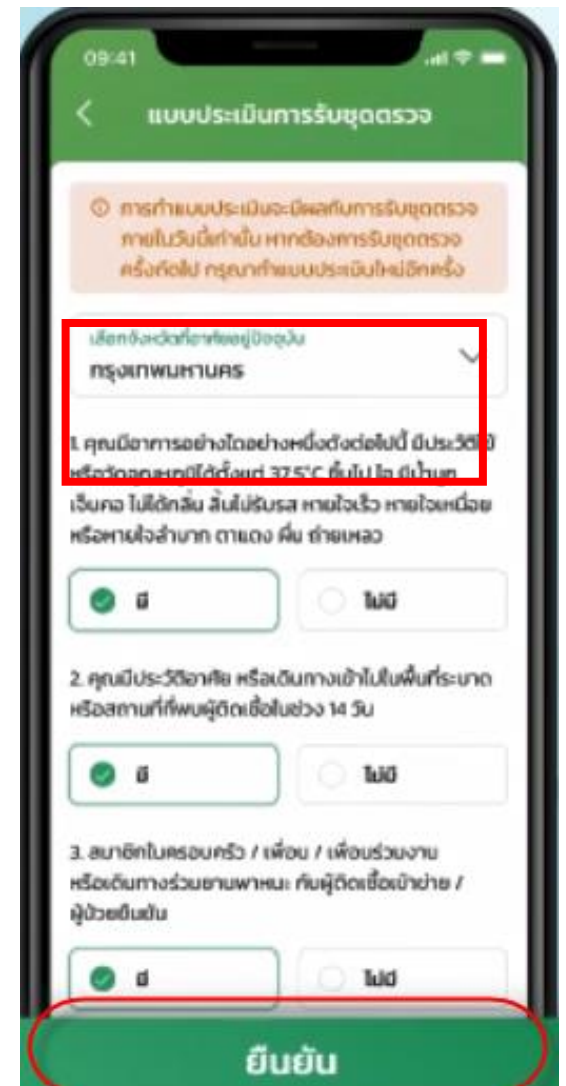 09:41
แบบประเมินการรับชุดตรวจ
การทำแบบประเมินจะมีผลกับการรับชุดตรวจ
ภายในวันนี้เท่านั้น หากต้องการรับชุดตรวจ
ครั้งถัดไป กรุณาทำแบบประเมินใหม่อีกครั้ง
เลือกจังหวัดที่อาศัยอยู่ปัจจุบัน
กรุงเทพมหานคร
1. คุณมีอาการอย่างใดอย่างหนึ่งดังต่อไปนี้ มีประวัติไข้
หรือวัดอุณหภูมิได้ตั้งแต่ 37.5°C ขึ้นไป ไอ มีน้ำมูก
เจ็บคอ ไม่ได้กลิ่น ลิ้นไม่รับรส หายใจเร็ว หายใจเหนื่อย
หรือหายใจลำบาก ตาแดง ผื่น ถ่ายเหลว
มี
ไม่มี
2. คุณมีประวัติอาศัย หรือเดินทางเข้าไปในพื้นที่ระบาด
หรือสถานที่ที่พบผู้ติดเชื้อในช่วง 14 วัน
มี
ไม่มี
3. สมาชิกในครอบครัว / เพื่อน / เพื่อนร่วมงาน
หรือเดินทางร่วมยานพาหนะ กับผู้ติดเชื้อเข้าข่าย /
ผู้ป่วยยืนยัน
มี
ไม่มี
ยืนยัน